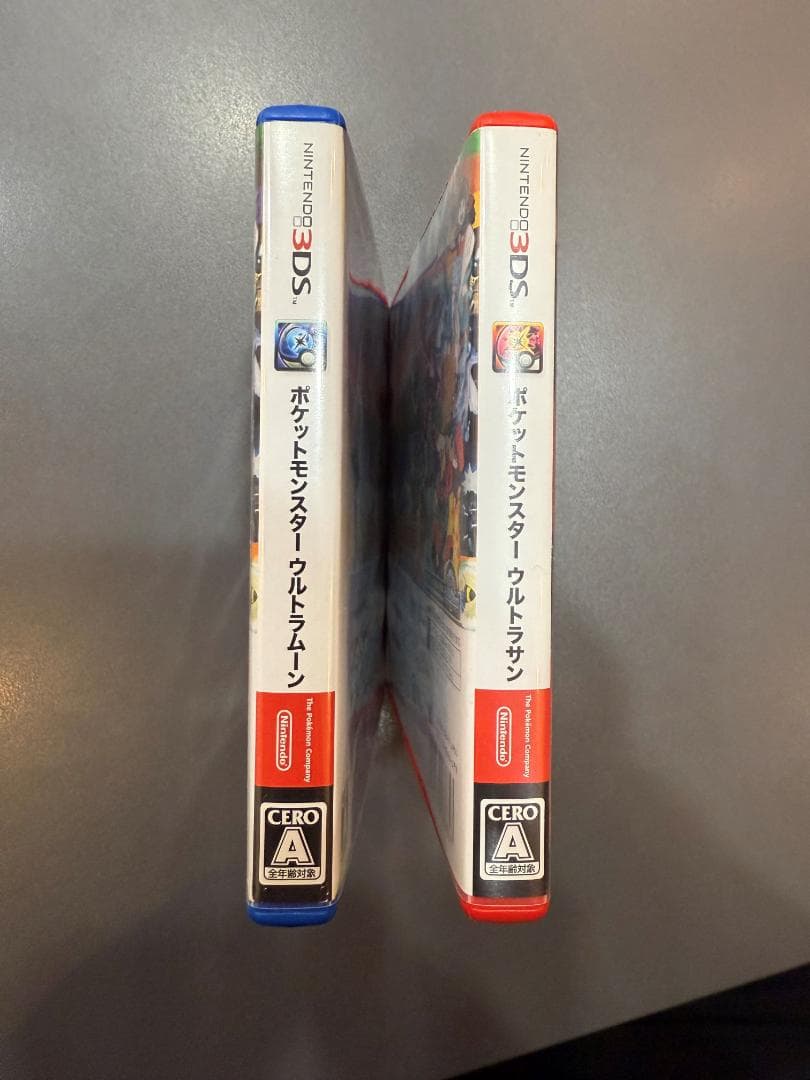 NINTENDO
3DS™
ポケットモンスター ウルトラムーン
The Pokémon Company
Nintendo
CERO
A
全年齢対象
NINTENDO
3DS™
ポケットモンスター ウルトラサン
The Pokémon Company
Nintendo
CERO
A
全年齢対象